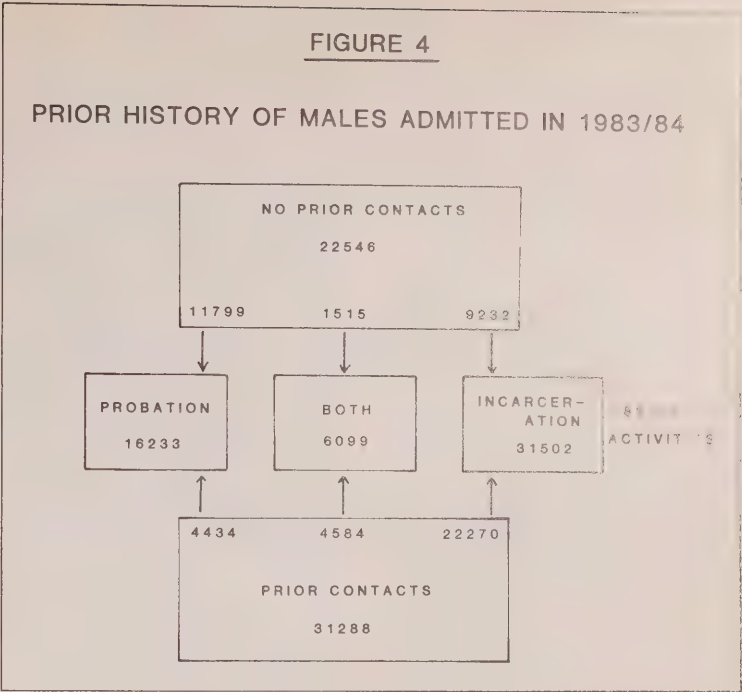 FIGURE 4
PRIOR HISTORY OF MALES ADMITTED IN 1983/84
NO PRIOR CONTACTS
22546
11799 1515 9232
PROBATION
16233
BOTH
6099
INCARCER-
ATION
31502
4434 4584 22270
PRIOR CONTACTS
31288